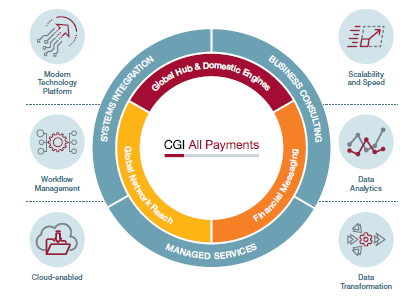 SYSTEMS INTEGRATION
BUSINESS CONSULTING
MANAGED SERVICES
Global Hub & Domestic Engines
Global Network Reach
Financial Messaging
CGI All Payments
Modern
Technology
Platform
Workflow
Management
Cloud-enabled
Scalability
and Speed
Data
Analytics
Data
Transformation